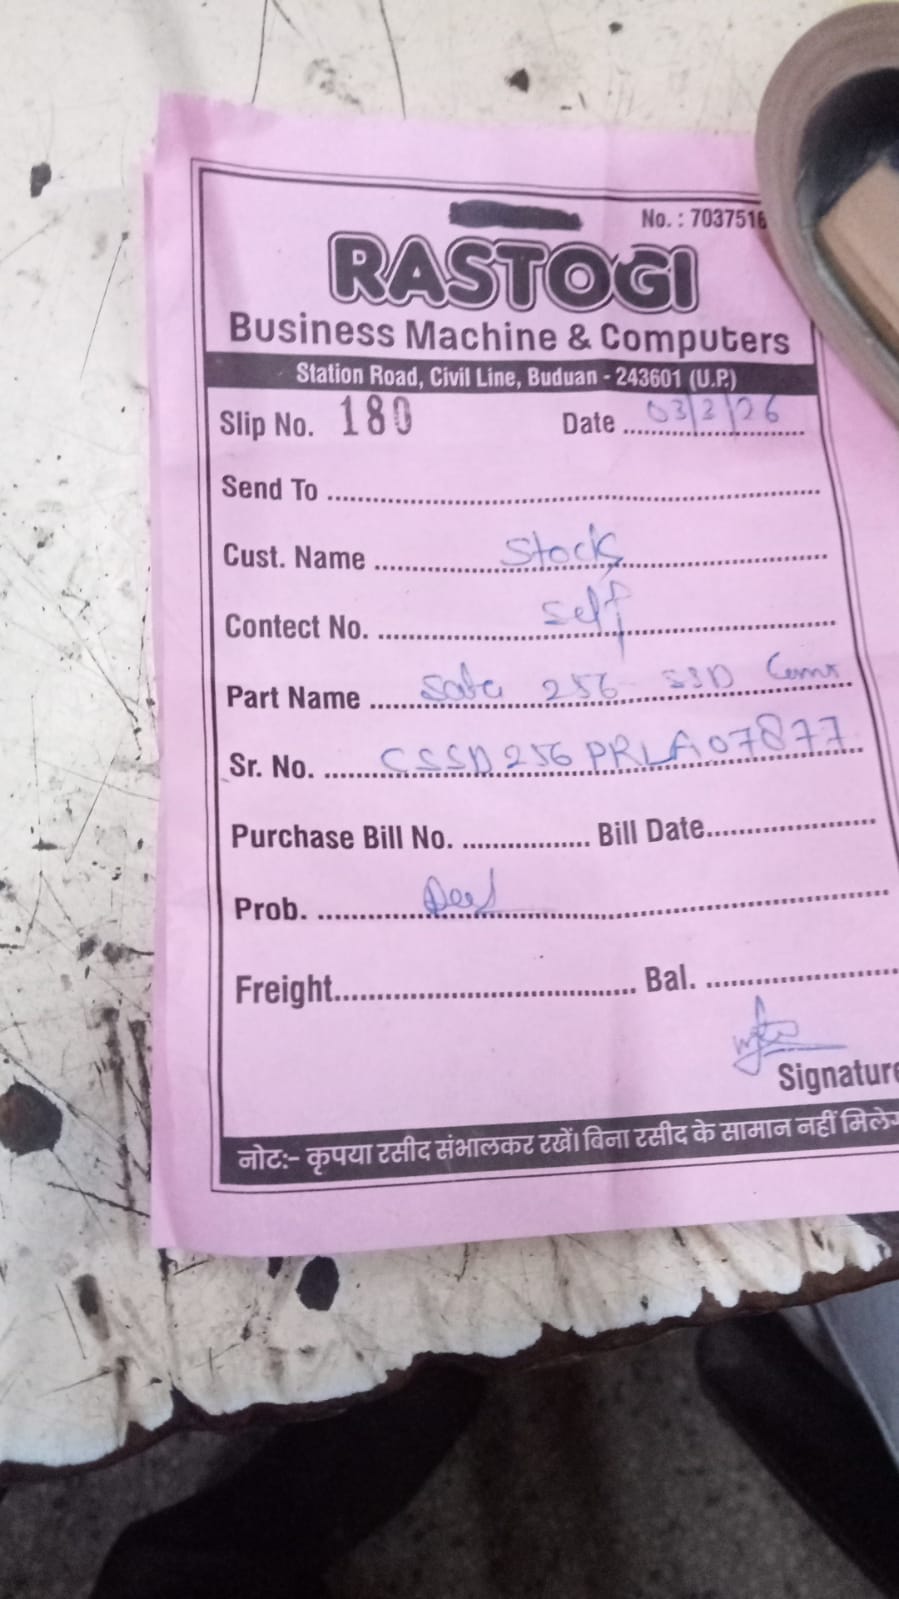 No. : 7037516
RASTOGI
Business Machine & Computers
Station Road, Civil Line, Buduan - 243601 (U.P.)
Slip No. 180 Date 03/2/26
Send To
Cust. Name Stock
Contect No. Self
Part Name Sata 256 SSD
Sr. No. CSSD256PRLA07877
Purchase Bill No. Bill Date
Prob. Dead
Freight Bal.
Signature
नोटः- कृपया रसीद संभालकर रखें। बिना रसीद के सामान नहीं